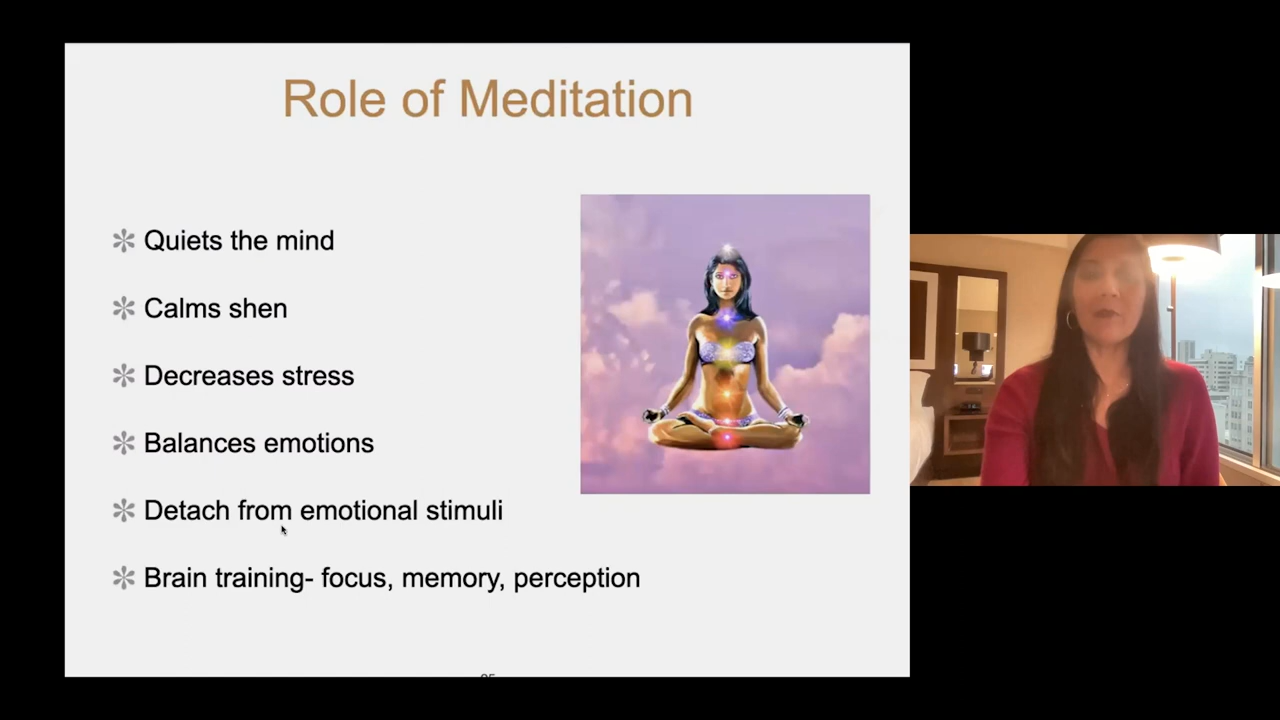 Role of Meditation
Quiets the mind
Calms shen
Decreases stress
Balances emotions
Detach from emotional stimuli
Brain training- focus, memory, perception